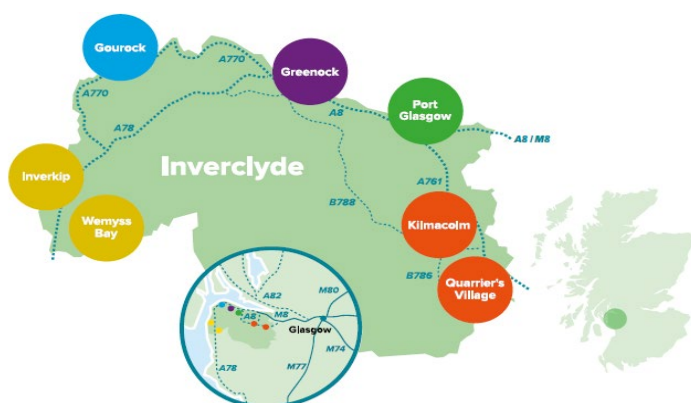 Gourock
A770
Greenock
A770
A78
A8
Port
Glasgow
A8 / M8
Inverkip
Inverclyde
A761
Wemyss
Bay
B788
Kilmacolm
B786
Quarrier's
Village
A82
M80
A8
M8
Glasgow
M74
M77
A78